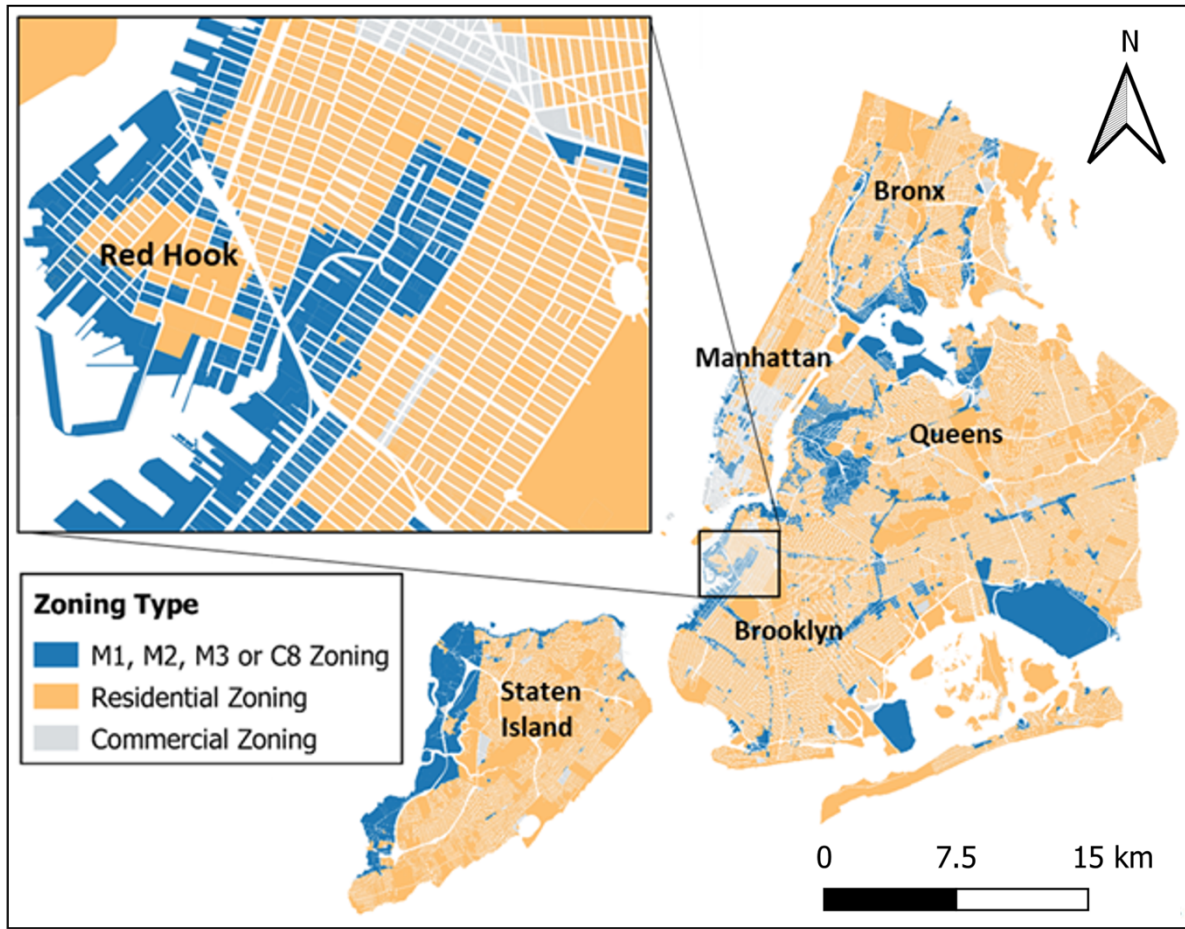 N
Bronx
Red Hook
Manhattan
Queens
Zoning Type
M1, M2, M3 or C8 Zoning
Residential Zoning
Commercial Zoning
Brooklyn
Staten
Island
0 7.5 15 km